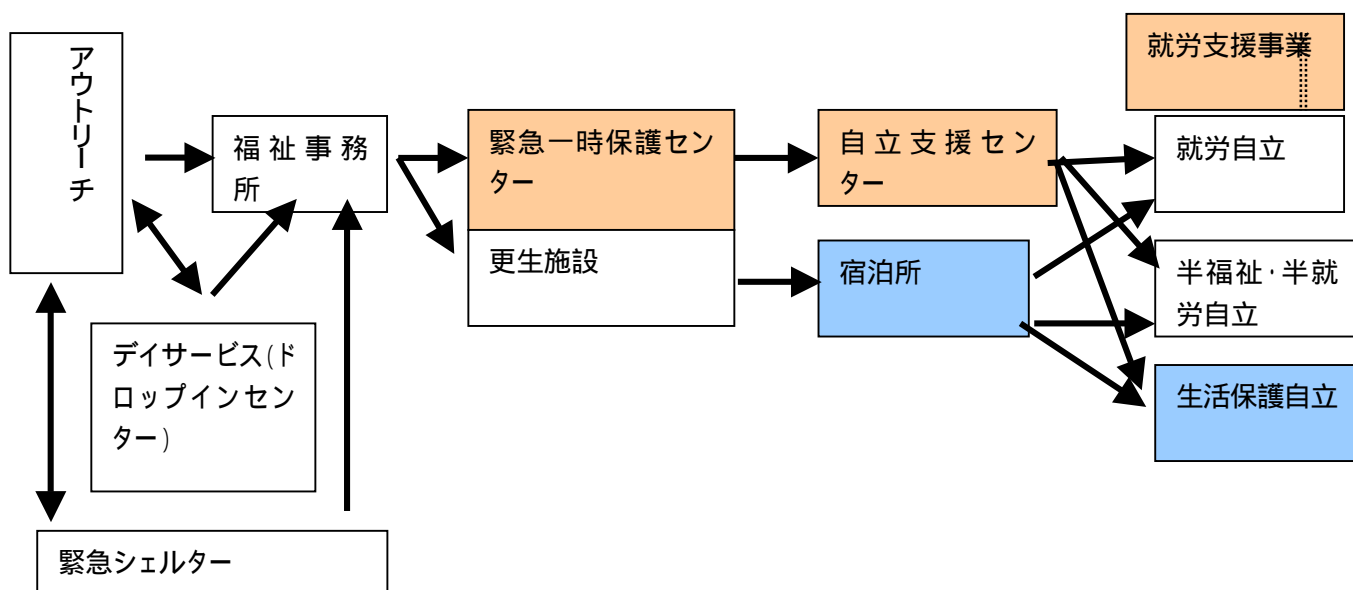 アウトリーチ
福祉事務
所
デイサービス(ド
ロップインセン
ター)
緊急シェルター
緊急一時保護セン
ター
更生施設
自立支援セン
ター
宿泊所
就労支援事業
就労自立
半福祉・半就
労自立
生活保護自立